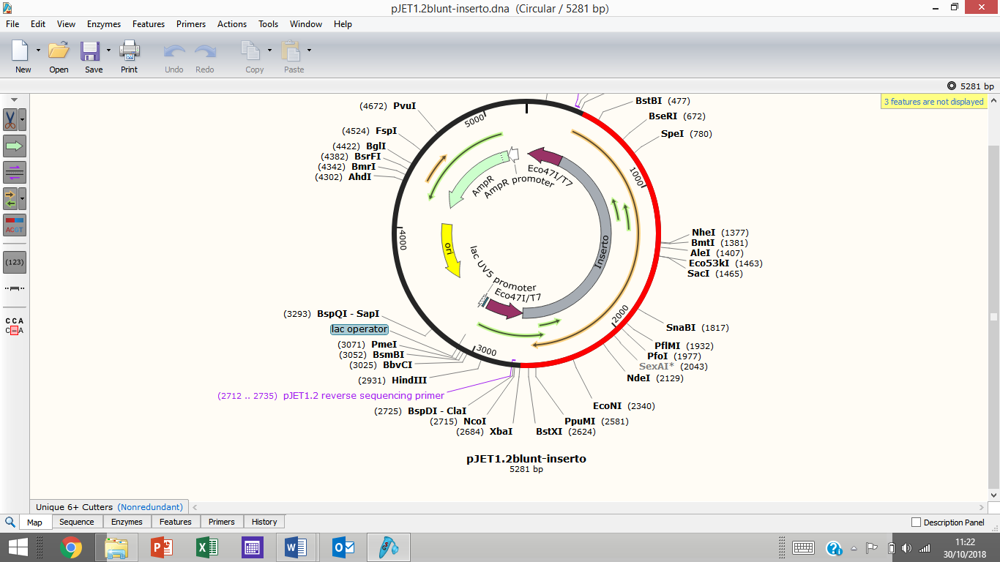 pJET1.2blunt-inserto.dna (Circular / 5281 bp)
File Edit View Enzymes Features Primers Actions Tools Window Help
New Open Save Print Undo Redo Copy Paste
5281 bp
3 features are not displayed
(4672) PvuI
(4524) FspI
(4422) BglI
(4382) BsrFI
(4342) BmrI
(4302) AhdI
BstBI (477)
BseRI (672)
SpeI (780)
NheI (1377)
BmtI (1381)
AleI (1407)
Eco53kI (1463)
SacI (1465)
SnaBI (1817)
PflMI (1932)
PfoI (1977)
SexAI* (2043)
NdeI (2129)
EcoNI (2340)
PpuMI (2581)
BstXI (2624)
(3293) BspQI - SapI
lac operator
(3071) PmeI
(3052) BsmBI
(3025) BbvCI
(2931) HindIII
(2712 .. 2735) pJET1.2 reverse sequencing primer
(2725) BspDI - ClaI
(2715) NcoI
(2684) XbaI
5000
1000
2000
3000
4000
Eco47I/T7
AmpR
AmpR promoter
Inserto
ori
lac UV5 promoter
Eco47I/T7
pJET1.2blunt-inserto
5281 bp
(123)
ACGT
C C A
C – A
Unique 6+ Cutters (Nonredundant)
Map Sequence Enzymes Features Primers History
Description Panel
11:22
30/10/2018